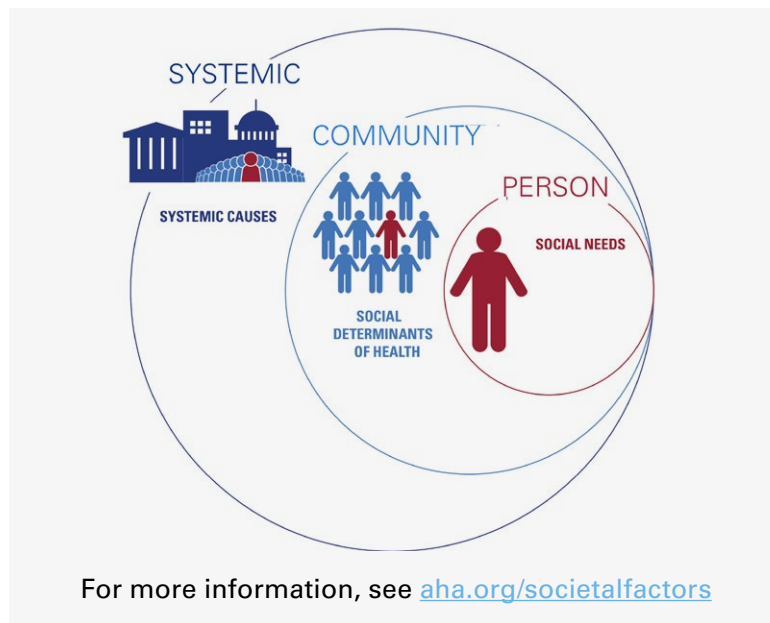 SYSTEMIC
SYSTEMIC CAUSES
COMMUNITY
SOCIAL
DETERMINANTS
OF HEALTH
PERSON
SOCIAL NEEDS
For more information, see aha.org/societalfactors